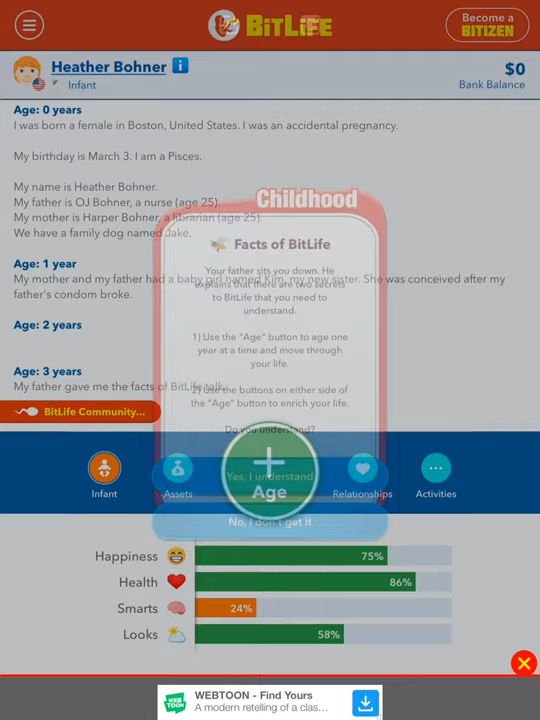 Become a
BITLIFE
BITIZEN
Heather Bohner
$0
Infant
Bank Balance
Age: 0 years
I was born a female in Boston, United States. I was an accidental pregnancy.
My birthday is March 3. I am a Pisces.
My name is Heather Bohner.
My father is OJ Bohner, a nurse (age 25).
My mother is Harper Bohner, a librarian (age 25).
We have a family dog named Jake.
Age: 1 year
My mother and my father had a baby girl named Kim, my new sister. She was conceived after my
father's condom broke.
Age: 2 years
Age: 3 years
My father gave me the facts of BitLife talk.
Childhood
Facts of BitLife
Your father sits you down. He
explains that there are two secrets
to BitLife that you need to
understand.
1) Use the "Age" button to age one
year at a time and move through
your life.
2) Use the buttons on either side of
the "Age" button to enrich your life.
Do you understand?
Yes, I understand
No, I don't get it
BitLife Community...
Infant
Assets
Age
Relationships
Activities
Happiness
75%
Health
86%
Smarts
24%
Looks
58%
WEB
TOON
WEBTOON - Find Yours
A modern retelling of a clas...